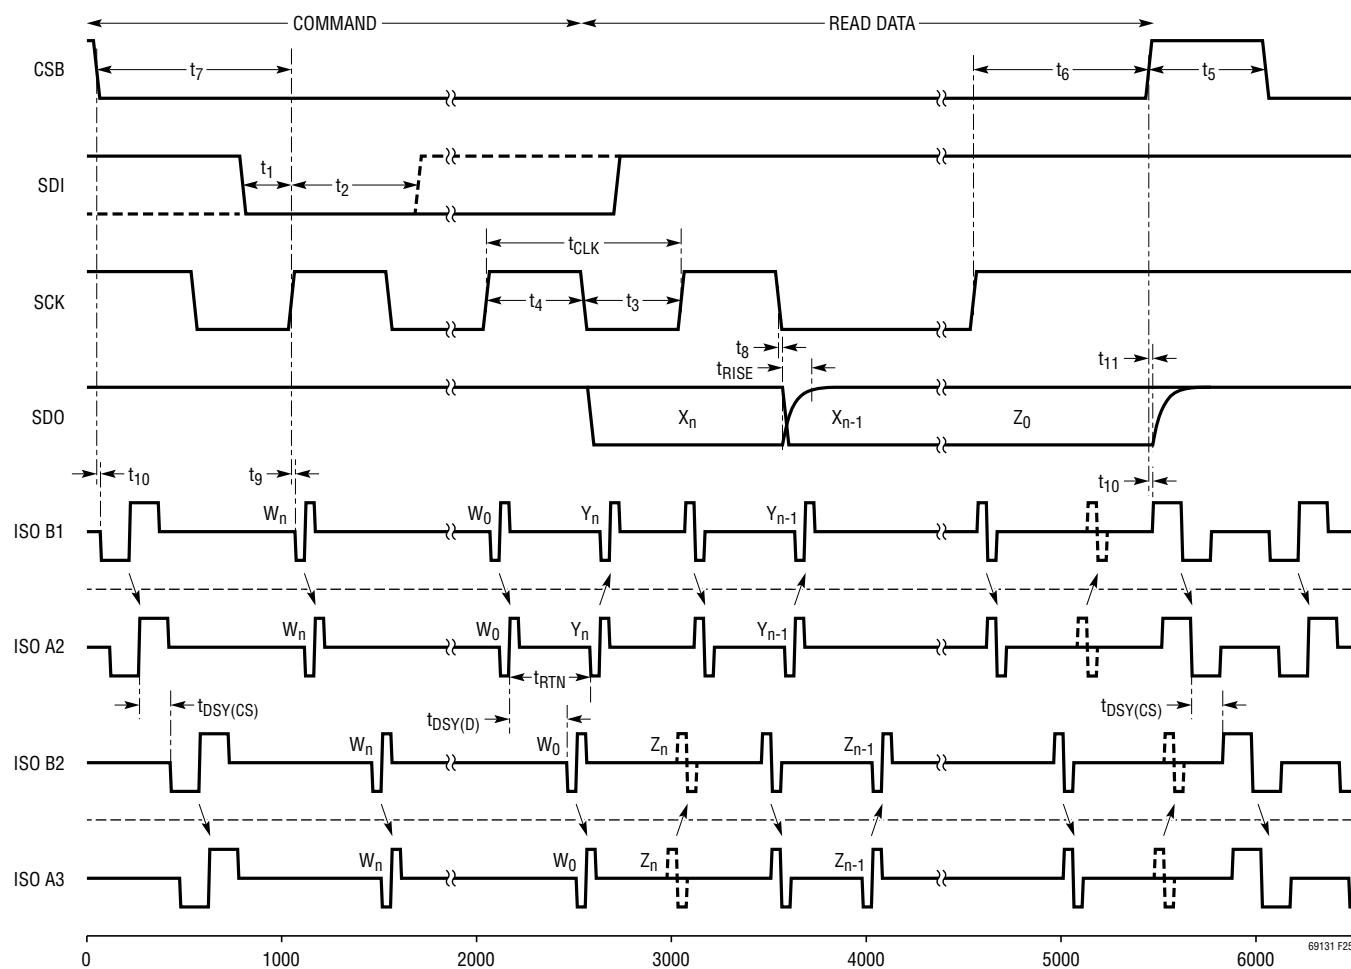 COMMAND READ DATA
CSB t7 t6 t5
SDI t1 t2
tCLK
SCK t4 t3
t8 t11
tRISE
SDO Xn Xn-1 Z0
t10 t9 t10
Wn W0 Yn Yn-1
ISO B1
Wn W0 Yn Yn-1
ISO A2
tRTN
tDSY(CS) tDSY(D) tDSY(CS)
Wn W0 Zn Zn-1
ISO B2
Wn W0 Zn Zn-1
ISO A3
69131 F25
0 1000 2000 3000 4000 5000 6000